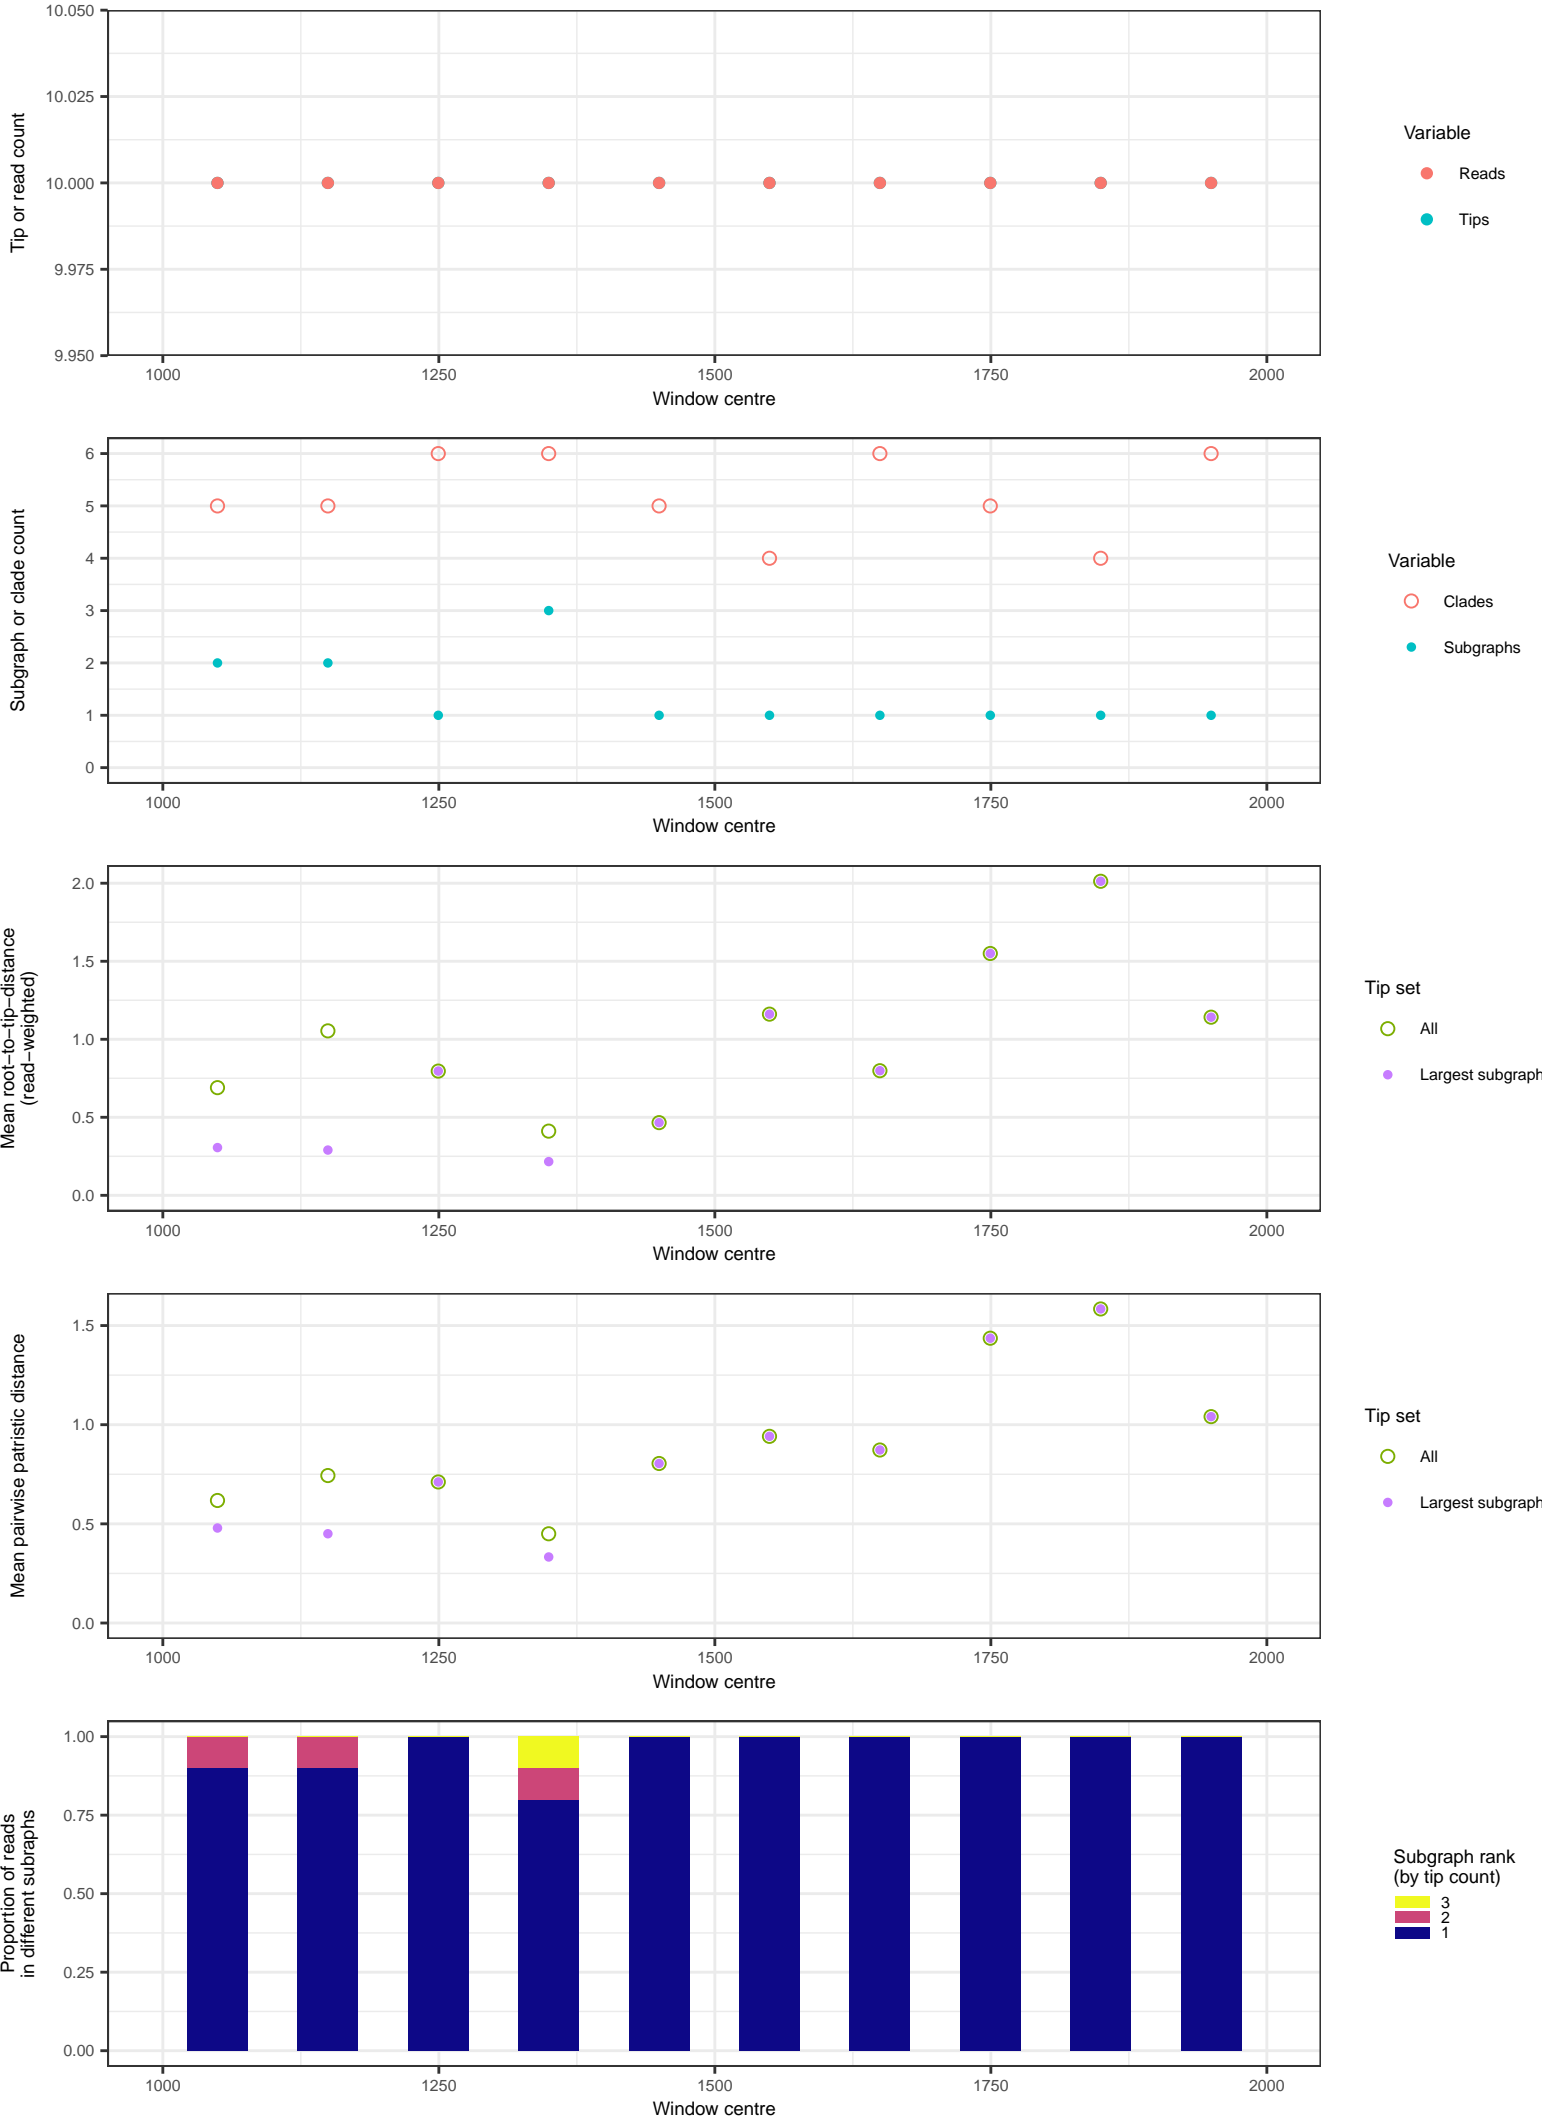 10.050
10.025
10.000
9.975
9.950
Tip or read count
1000 1250 1500 1750 2000
Window centre
Variable
Reads
Tips
6
5
4
3
2
1
0
Subgraph or clade count
1000 1250 1500 1750 2000
Window centre
Variable
Clades
Subgraphs
2.0
1.5
1.0
0.5
0.0
Mean root−to−tip−distance
(read−weighted)
1000 1250 1500 1750 2000
Window centre
Tip set
All
Largest subgraph
1.5
1.0
0.5
0.0
Mean pairwise patristic distance
1000 1250 1500 1750 2000
Window centre
Tip set
All
Largest subgraph
1.00
0.75
0.50
0.25
0.00
Proportion of reads
in different subraphs
1000 1250 1500 1750 2000
Window centre
Subgraph rank
(by tip count)
3
2
1